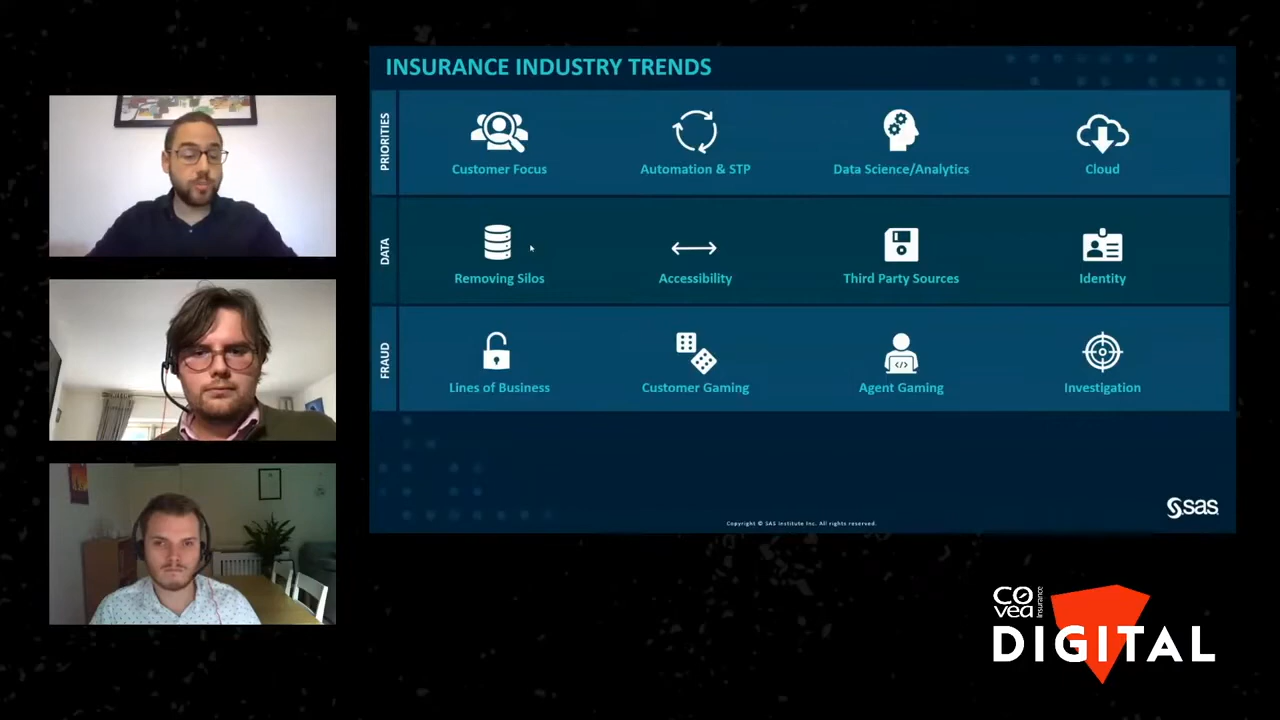 INSURANCE INDUSTRY TRENDS
PRIORITIES
Customer Focus
Automation & STP
Data Science/Analytics
Cloud
DATA
Removing Silos
Accessibility
Third Party Sources
Identity
FRAUD
Lines of Business
Customer Gaming
Agent Gaming
Investigation
Copyright © SAS Institute Inc. All rights reserved.
sas
covéa Insurance
DIGITAL